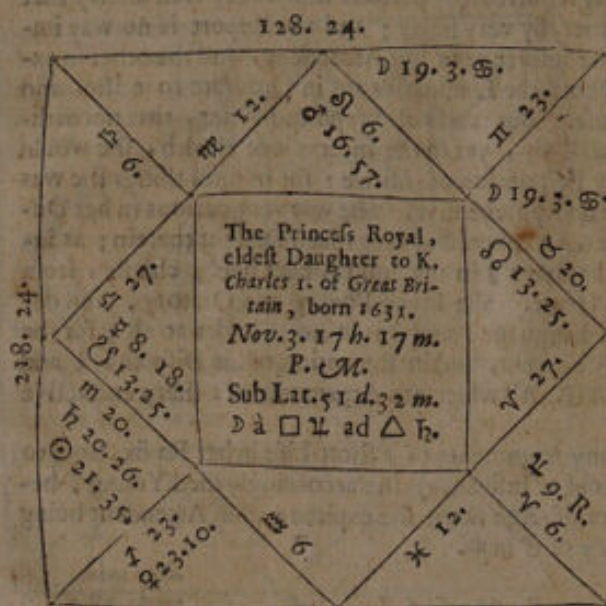 128. 24.
☽ 19. 3. ♋.
♎ 6.
♍ 12.
♌ 6.
♂ 16. 57.
♊ 23.
☽ 19. 3. ♋.
♉ 20.
☊ 13. 25.
218. 24.
♎ 27.
8. 18.
☋ 13. 25.
The Princeſs Royal,
eldeſt Daughter to K.
Charles 1. of Great Bri-
tain, born 1631.
Nov. 3. 17 h. 17 m.
P. M.
Sub Lat. 51 d. 32 m.
☽ à □ ♃ ad △ ♄.
♈ 27.
♏ 20.
♄ 20. 26.
☉ 21. 35.
♐ 23.
♀ 23. 10.
♒ 6.
♓ 12.
♃ 9. R.
♈ 6.